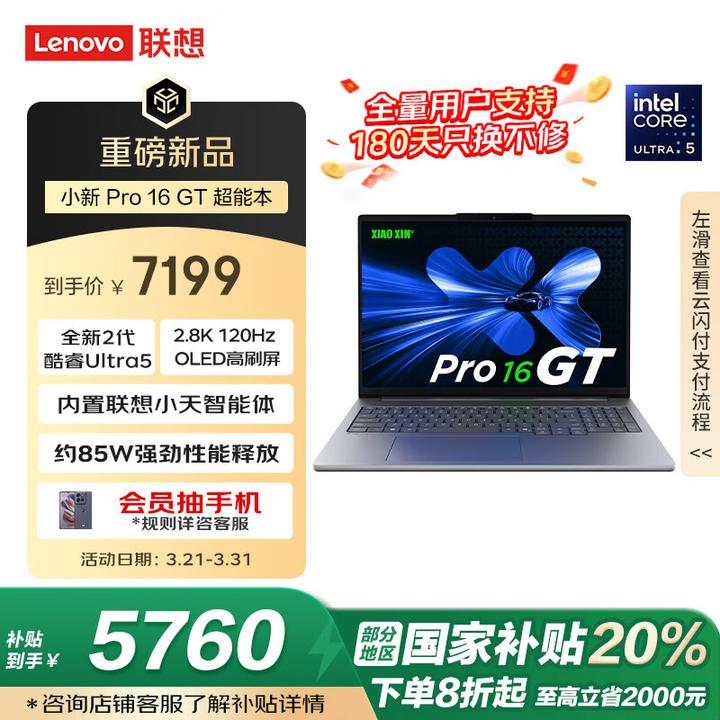 Lenovo 联想
重磅新品
小新 Pro 16 GT 超能本
到手价 ¥ 7199
全新2代
酷睿Ultra5
2.8K 120Hz
OLED高刷屏
内置联想小天智能体
约85W强劲性能释放
会员抽手机
*规则详咨客服
活动日期：3.21-3.31
全量用户支持
180天只换不修
intel
CORE
ULTRA 5
XIAO XIN
Pro 16 GT
左滑查看云闪付支付流程
<<
补贴
到手¥
5760
*咨询店铺客服了解补贴详情
部分
地区
国家补贴20%
下单8折起 至高立省2000元